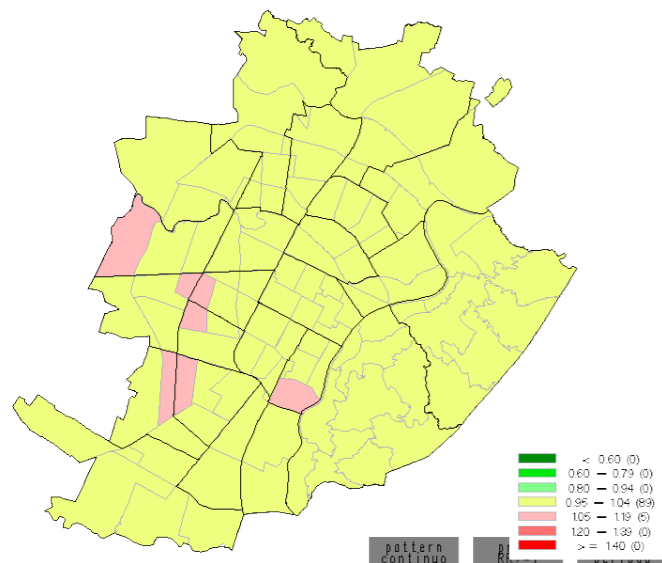 < 0.60 (0)
0.60 – 0.79 (0)
0.80 – 0.94 (0)
0.95 – 1.04 (89)
1.05 – 1.19 (5)
1.20 – 1.39 (0)
>= 1.40 (0)
pattern
continuo